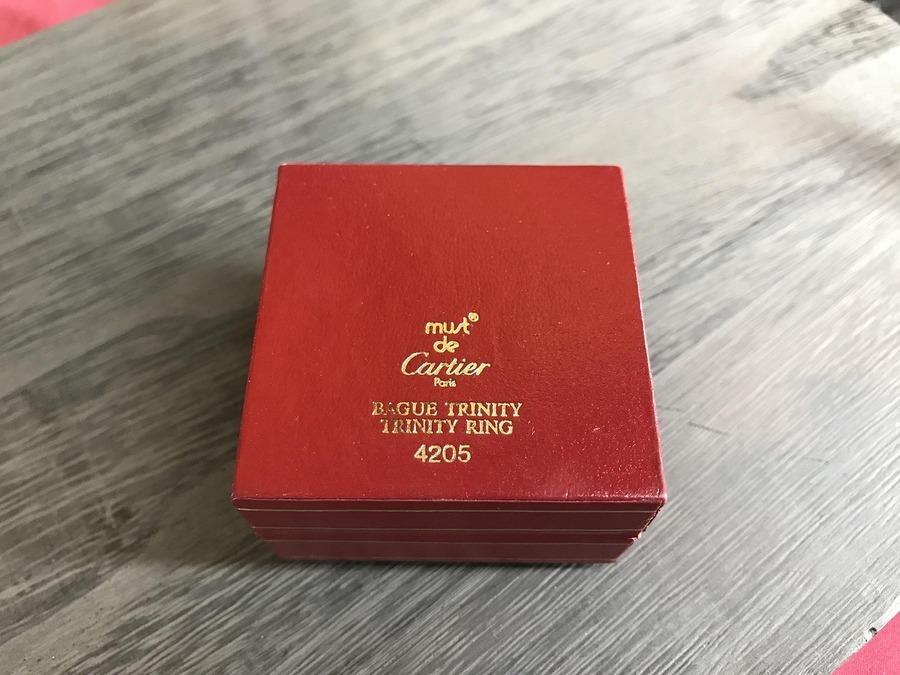 must®
de
Cartier
Paris
BAGUE TRINITY
TRINITY RING
4205